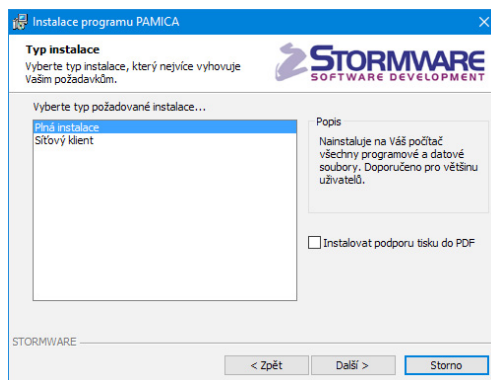 Instalace programu PAMICA
Typ instalace
Vyberte typ instalace, který nejvíce vyhovuje
Vašim požadavkům.
STORMWARE
SOFTWARE DEVELOPMENT
Vyberte typ požadované instalace...
Plná instalace
Síťový klient
Popis
Nainstaluje na Váš počítač
všechny programové a datové
soubory. Doporučeno pro většinu
uživatelů.
Instalovat podporu tisku do PDF
STORMWARE
< Zpět
Další >
Storno